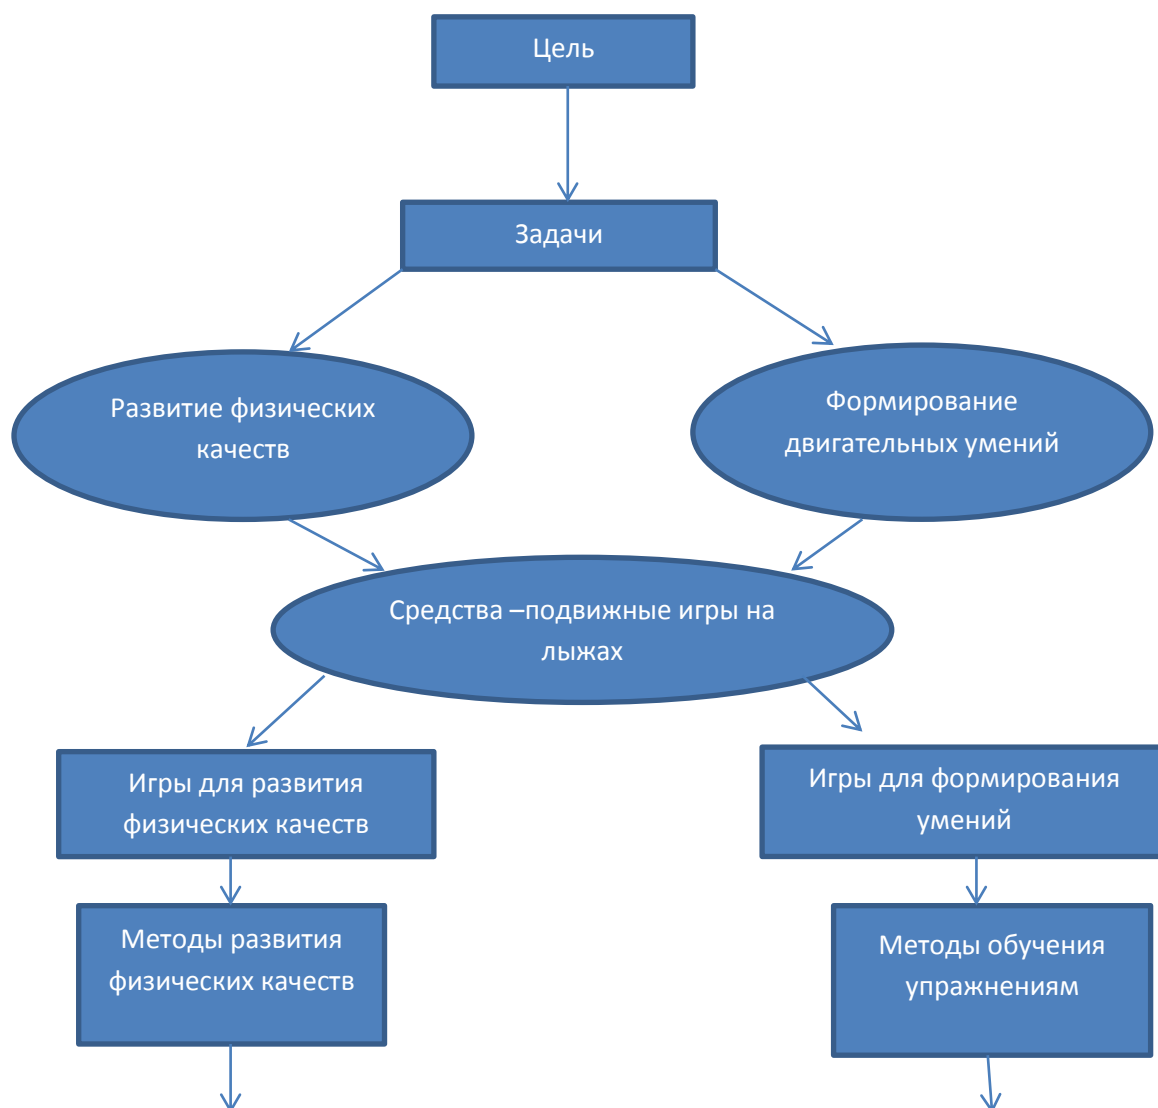 Цель
Задачи
Развитие физических
качеств
Формирование
двигательных умений
Средства –подвижные игры на
лыжах
Игры для развития
физических качеств
Игры для формирования
умений
Методы развития
физических качеств
Методы обучения
упражнениям